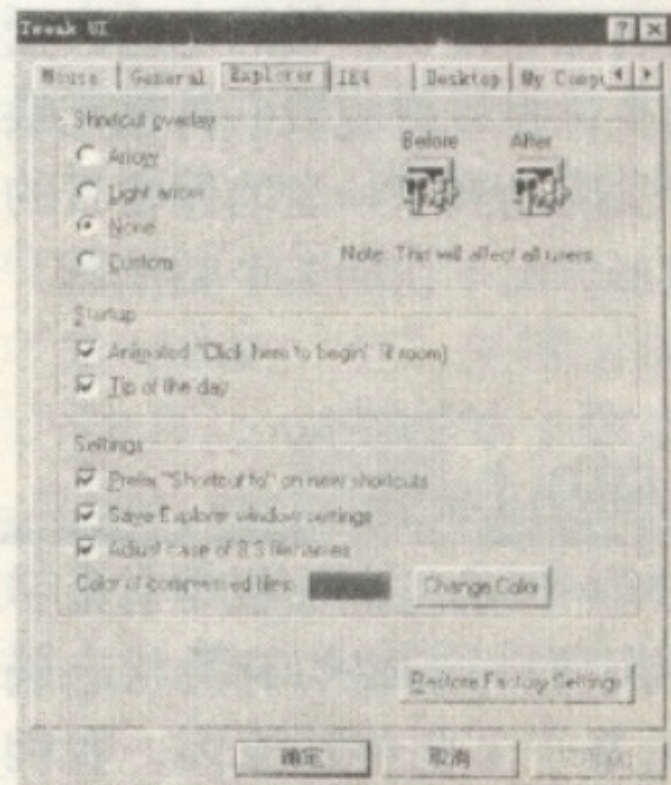 Tweak UI
Mouse General Explorer IE4 Desktop My Compu
Shortcut overlay
Before After
Arrow
Light arrow
None
Custom
Note: This will affect all users.
Startup
Animated "Click here to begin" (if room)
Tip of the day
Settings
Prefix "Shortcut to" on new shortcuts
Save Explorer window settings
Adjust case of 8.3 filenames
Color of compressed files: Change Color
Restore Factory Settings
确定 取消